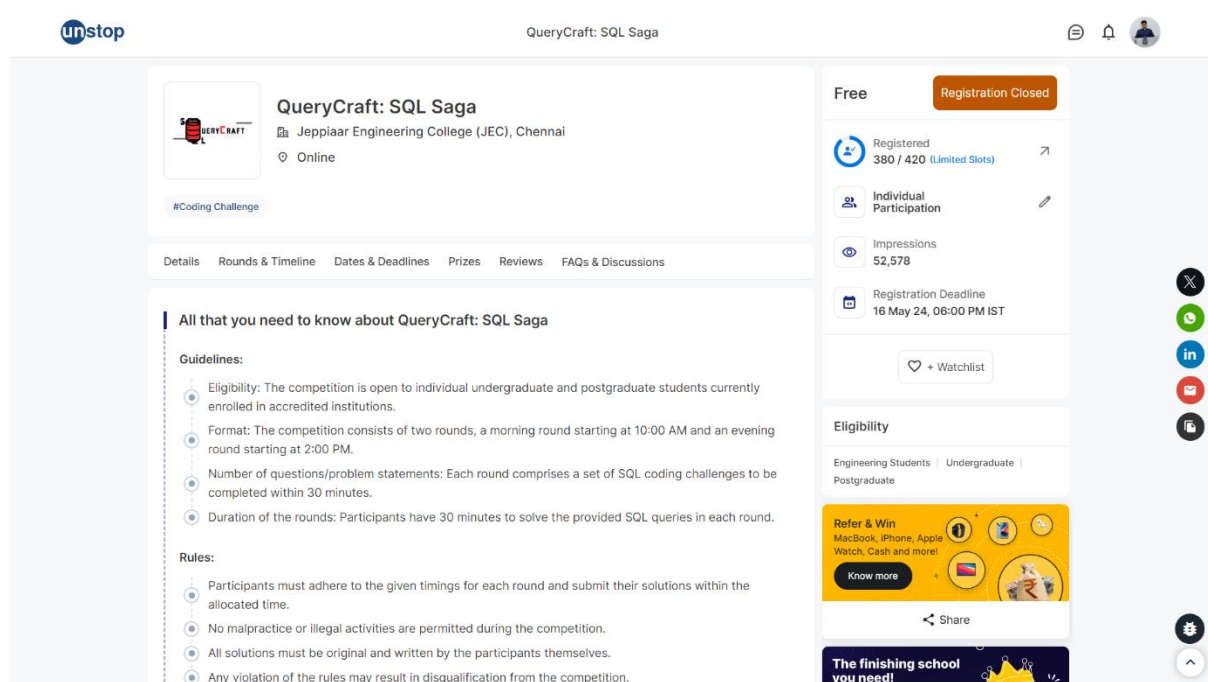 unstop
QueryCraft: SQL Saga
QueryCraft: SQL Saga
Jeppiaar Engineering College (JEC), Chennai
Online
#Coding Challenge
Details Rounds & Timeline Dates & Deadlines Prizes Reviews FAQs & Discussions
All that you need to know about QueryCraft: SQL Saga
Guidelines:
Eligibility: The competition is open to individual undergraduate and postgraduate students currently
enrolled in accredited institutions.
Format: The competition consists of two rounds, a morning round starting at 10:00 AM and an evening
round starting at 2:00 PM.
Number of questions/problem statements: Each round comprises a set of SQL coding challenges to be
completed within 30 minutes.
Duration of the rounds: Participants have 30 minutes to solve the provided SQL queries in each round.
Rules:
Participants must adhere to the given timings for each round and submit their solutions within the
allocated time.
No malpractice or illegal activities are permitted during the competition.
All solutions must be original and written by the participants themselves.
Any violation of the rules may result in disqualification from the competition.
Free
Registration Closed
Registered
380 / 420 (Limited Slots)
Individual
Participation
Impressions
52,578
Registration Deadline
16 May 24, 06:00 PM IST
+ Watchlist
Eligibility
Engineering Students | Undergraduate |
Postgraduate
Refer & Win
MacBook, iPhone, Apple
Watch, Cash and more!
Know more
Share
The finishing school
you need!